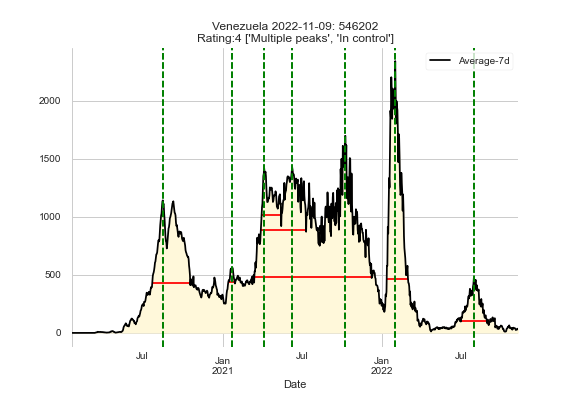 Venezuela 2022-11-09: 546202
Rating:4 ['Multiple peaks', 'In control']
Average-7d
2000
1500
1000
500
0
Jul Jan Jul Jan Jul
2021 2022
Date